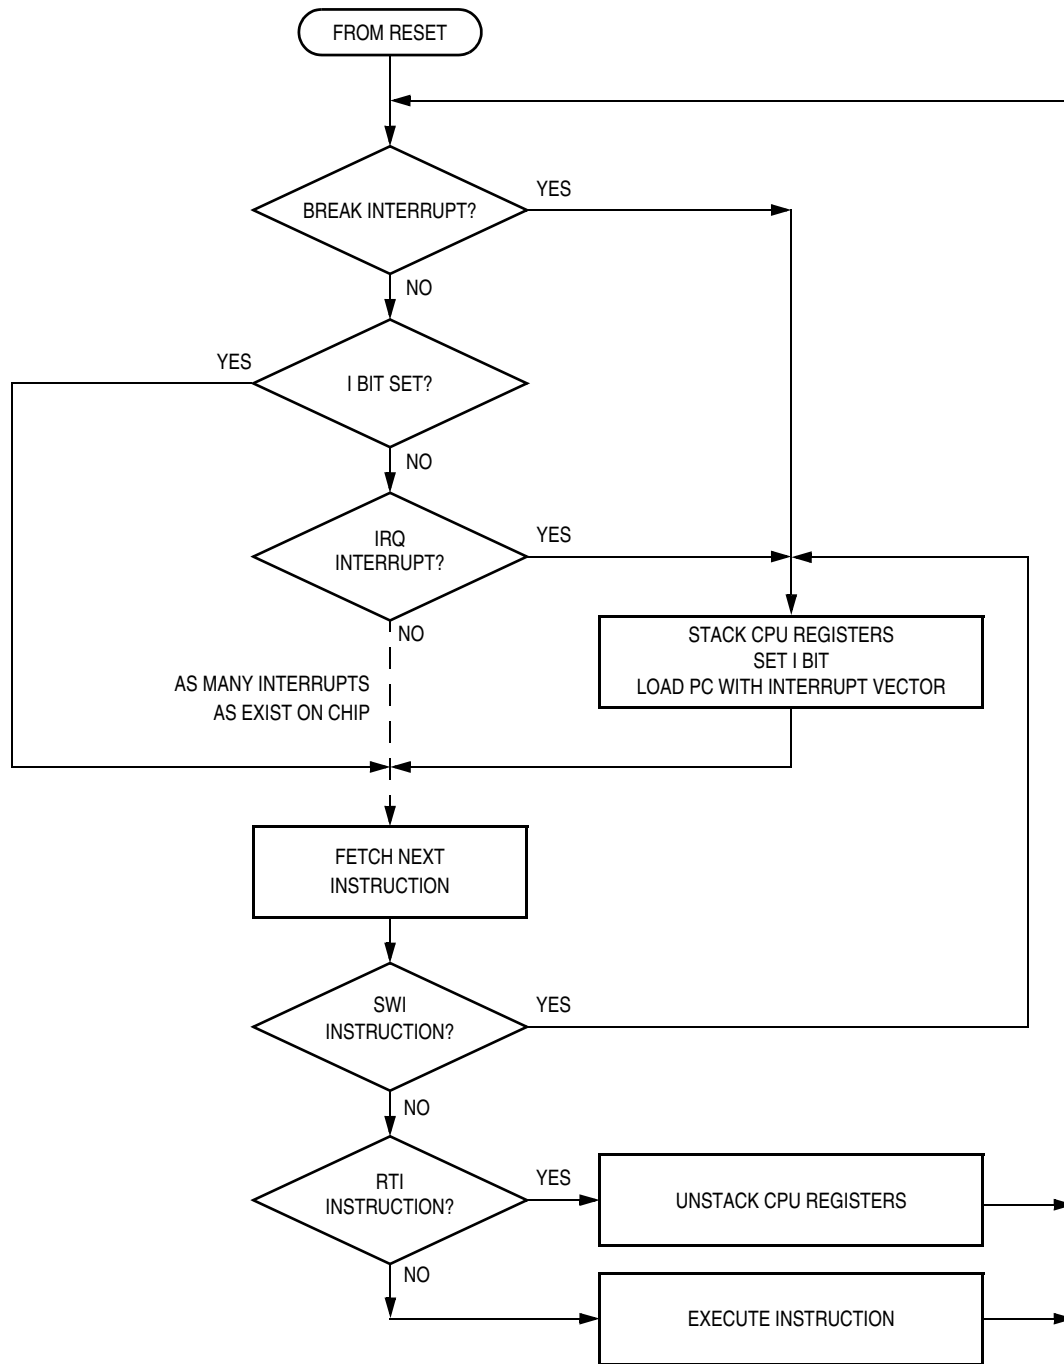 FROM RESET
BREAK INTERRUPT?
YES
NO
YES
I BIT SET?
NO
IRQ
INTERRUPT?
YES
NO
STACK CPU REGISTERS
SET I BIT
LOAD PC WITH INTERRUPT VECTOR
AS MANY INTERRUPTS
AS EXIST ON CHIP
FETCH NEXT
INSTRUCTION
SWI
INSTRUCTION?
YES
NO
RTI
INSTRUCTION?
YES
UNSTACK CPU REGISTERS
NO
EXECUTE INSTRUCTION